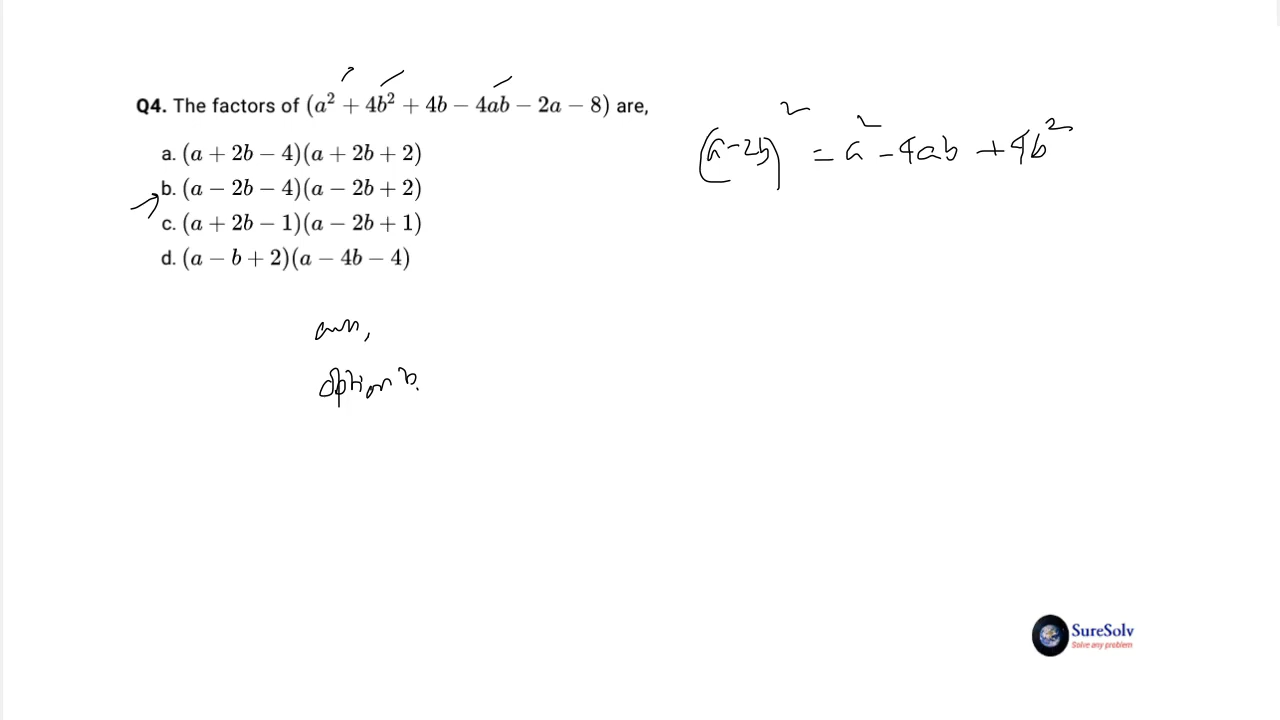 Q4. The factors of (a² + 4b² + 4b − 4ab − 2a − 8) are,
a. (a + 2b − 4)(a + 2b + 2)
b. (a − 2b − 4)(a − 2b + 2)
c. (a + 2b − 1)(a − 2b + 1)
d. (a − b + 2)(a − 4b − 4)
(a-2b)² = a² - 4ab + 4b²
ans,
option b.
SureSolv
Solve any problem